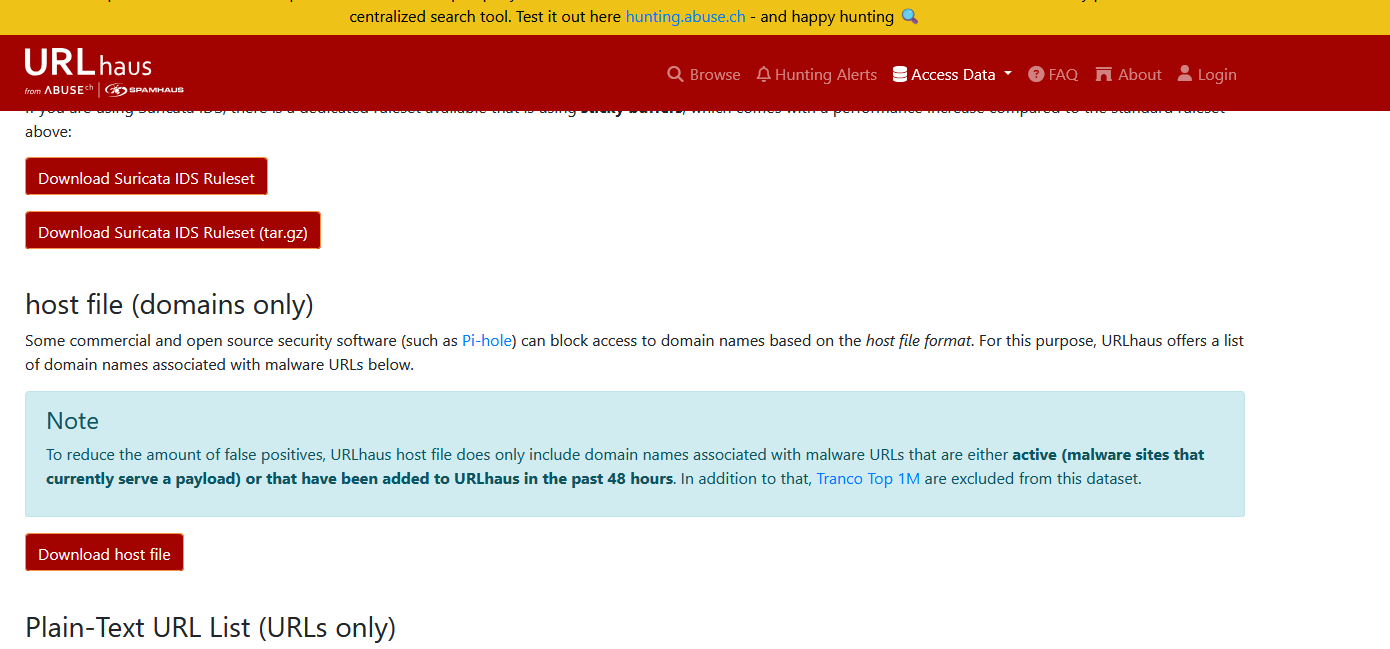 centralized search tool. Test it out here hunting.abuse.ch - and happy hunting
URLhaus
from ABUSE ch | SPAMHAUS
Browse Hunting Alerts Access Data FAQ About Login
above:
Download Suricata IDS Ruleset
Download Suricata IDS Ruleset (tar.gz)
host file (domains only)
Some commercial and open source security software (such as Pi-hole) can block access to domain names based on the host file format. For this purpose, URLhaus offers a list
of domain names associated with malware URLs below.
Note
To reduce the amount of false positives, URLhaus host file does only include domain names associated with malware URLs that are either active (malware sites that
currently serve a payload) or that have been added to URLhaus in the past 48 hours. In addition to that, Tranco Top 1M are excluded from this dataset.
Download host file
Plain-Text URL List (URLs only)